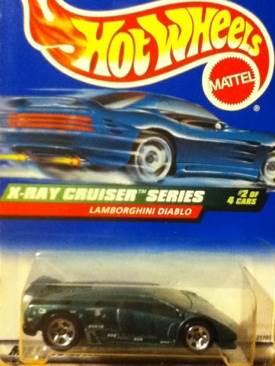 HOT WHEELS
MATTEL
X-RAY CRUISER™ SERIES
#2 OF
4 CARS
LAMBORGHINI DIABLO